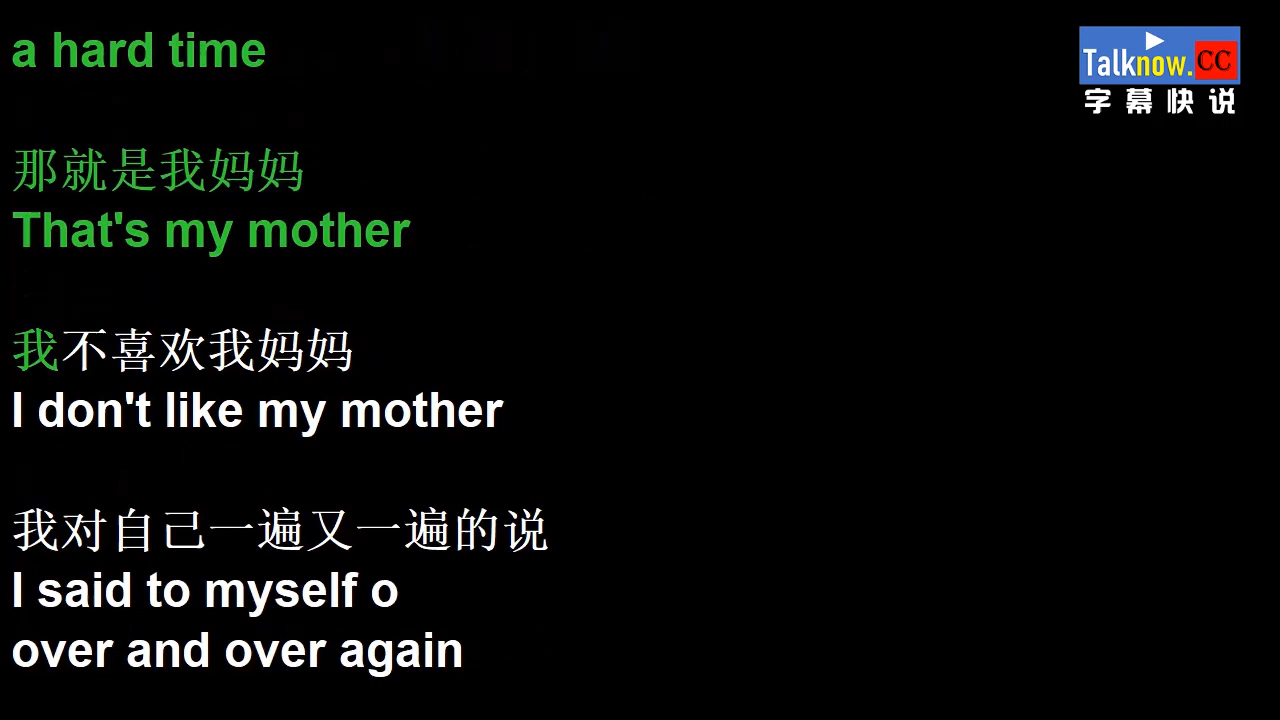 a hard time
Talknow.CC
字幕快说
那就是我妈妈
That's my mother
我不喜欢我妈妈
I don't like my mother
我对自己一遍又一遍的说
I said to myself o
over and over again